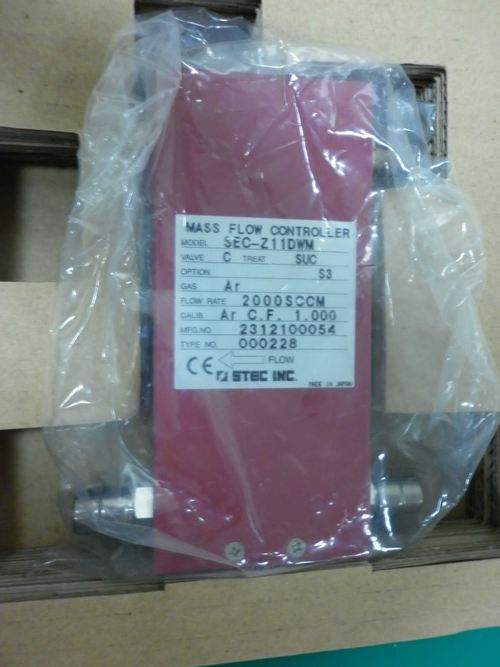 MASS FLOW CONTROLLER
MODEL SEC-Z11DWM
VALVE C TREAT SUC
OPTION S3
GAS Ar
FLOW RATE 2000SCCM
CALIB. Ar C.F. 1.000
MFG.NO. 2312100054
TYPE NO. 000228
CE FLOW
STEC INC.
MADE IN JAPAN